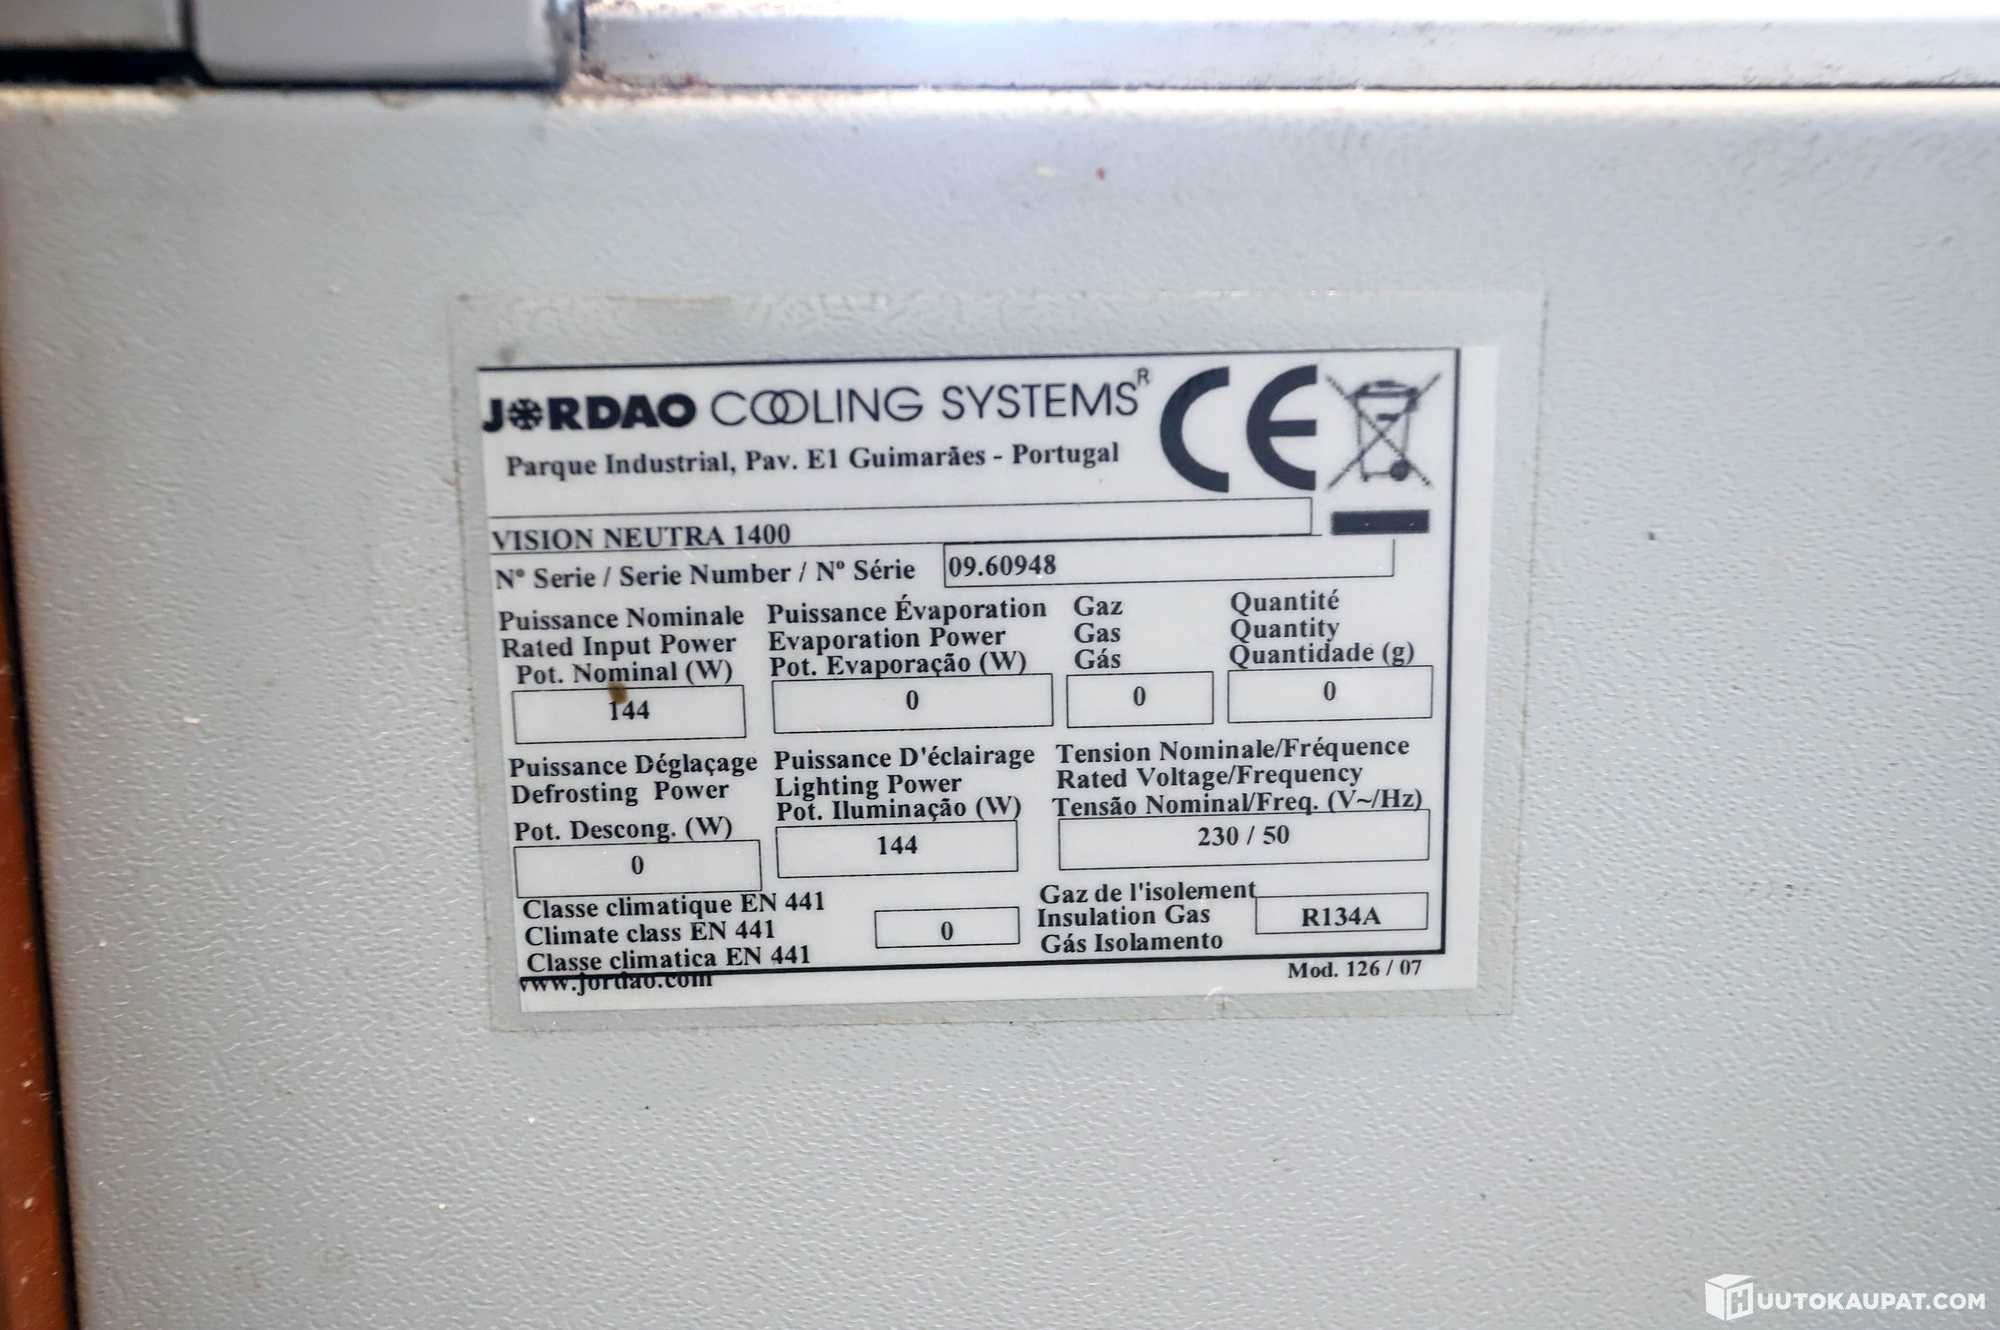 JORDAO COOLING SYSTEMS R
Parque Industrial, Pav. E1 Guimarães - Portugal
CE
VISION NEUTRA 1400
Nº Serie / Serie Number / Nº Série 09.60948
Puissance Nominale
Rated Input Power
Pot. Nominal (W)
144
Puissance Évaporation
Evaporation Power
Pot. Evaporação (W)
0
Gaz
Gas
Gás
0
Quantité
Quantity
Quantidade (g)
0
Puissance Déglaçage
Defrosting Power
Pot. Descong. (W)
0
Puissance D'éclairage
Lighting Power
Pot. Iluminação (W)
144
Tension Nominale/Fréquence
Rated Voltage/Frequency
Tensão Nominal/Freq. (V~/Hz)
230 / 50
Classe climatique EN 441
Climate class EN 441
Classe climatica EN 441
0
Gaz de l'isolement
Insulation Gas
Gás Isolamento
R134A
www.jordao.com
Mod. 126 / 07
HUUTOKAUPAT.COM